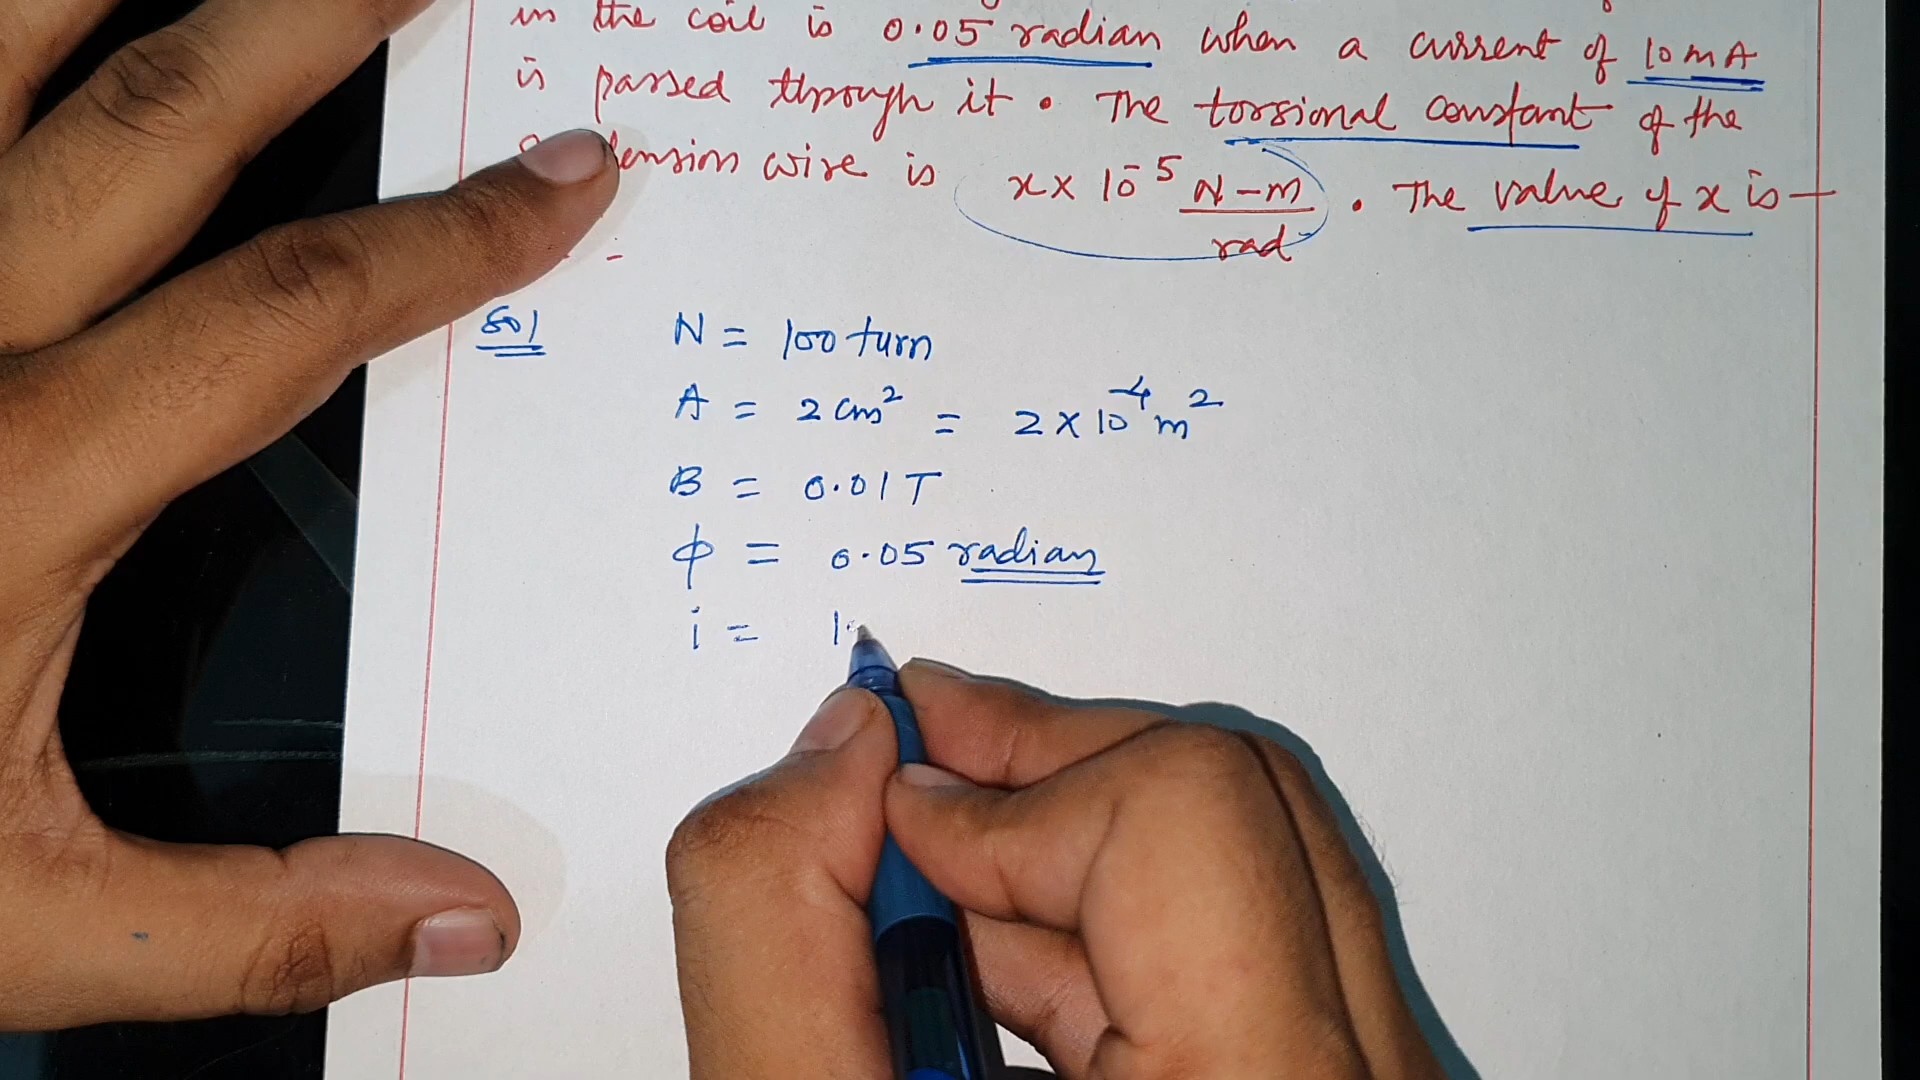 in the coil is 0.05 radian when a current of 10 mA
is passed through it. The torsional constant of the
wire is x × 10⁻⁵ N-m/rad. The value of x is —
Sol
N = 100 turn
A = 2 cm² = 2 × 10⁻⁴ m²
B = 0.01 T
ϕ = 0.05 radian
i =